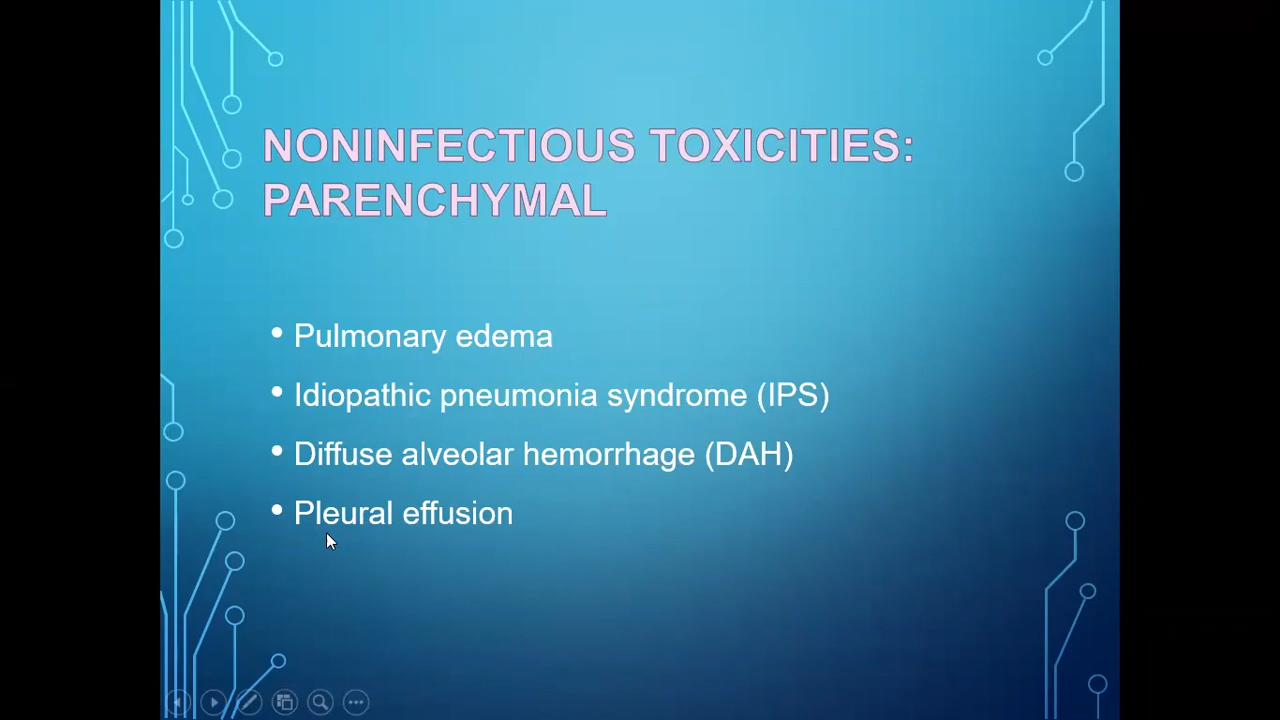 NONINFECTIOUS TOXICITIES:
PARENCHYMAL
• Pulmonary edema
• Idiopathic pneumonia syndrome (IPS)
• Diffuse alveolar hemorrhage (DAH)
• Pleural effusion